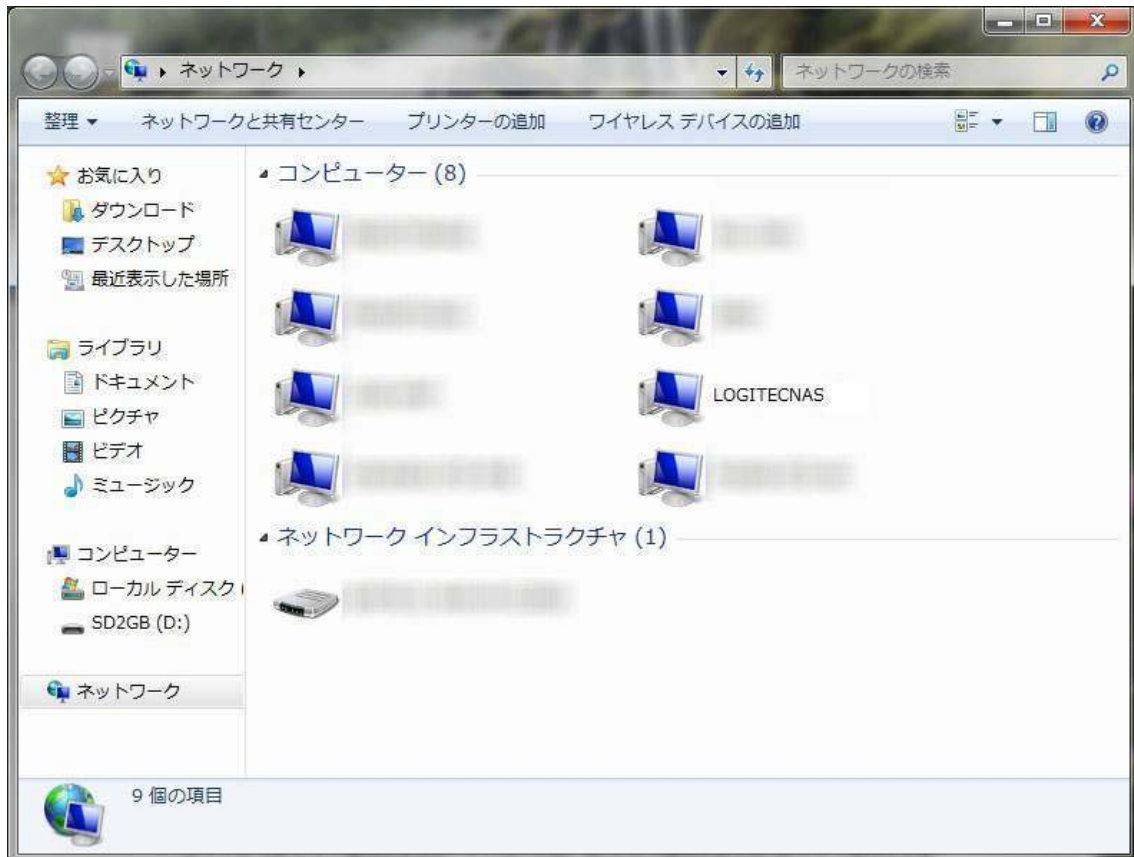 ネットワーク
ネットワークの検索
整理 ネットワークと共有センター プリンターの追加 ワイヤレス デバイスの追加
お気に入り
ダウンロード
デスクトップ
最近表示した場所
ライブラリ
ドキュメント
ピクチャ
ビデオ
ミュージック
コンピューター
ローカル ディスク (
SD2GB (D:)
ネットワーク
コンピューター (8)
LOGITECNAS
ネットワーク インフラストラクチャ (1)
9 個の項目